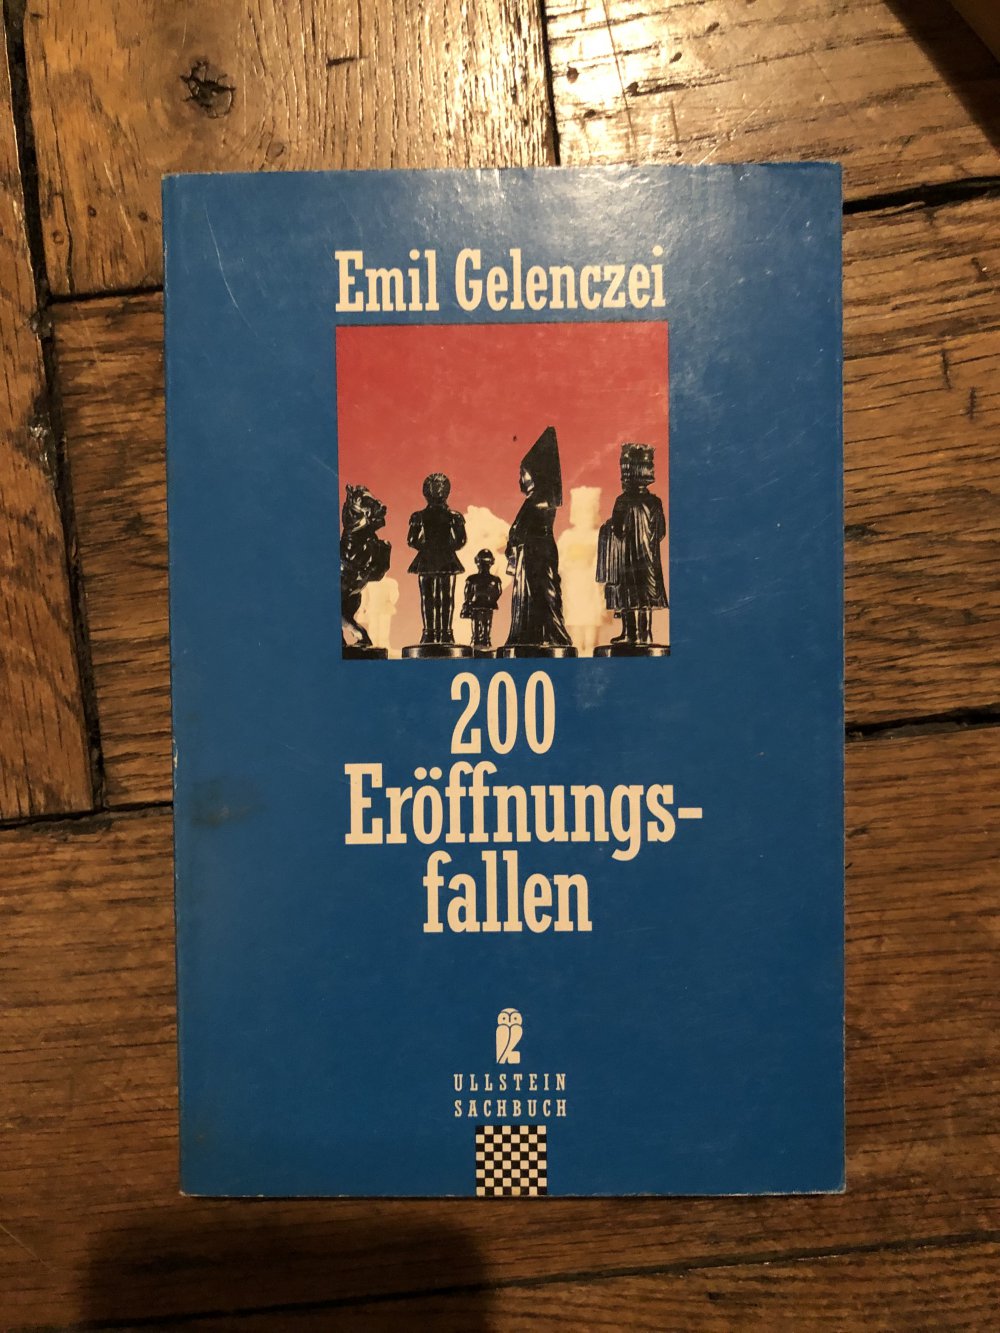 Emil Gelenczei
200
Eröffnungs-
fallen
ULLSTEIN
SACHBUCH